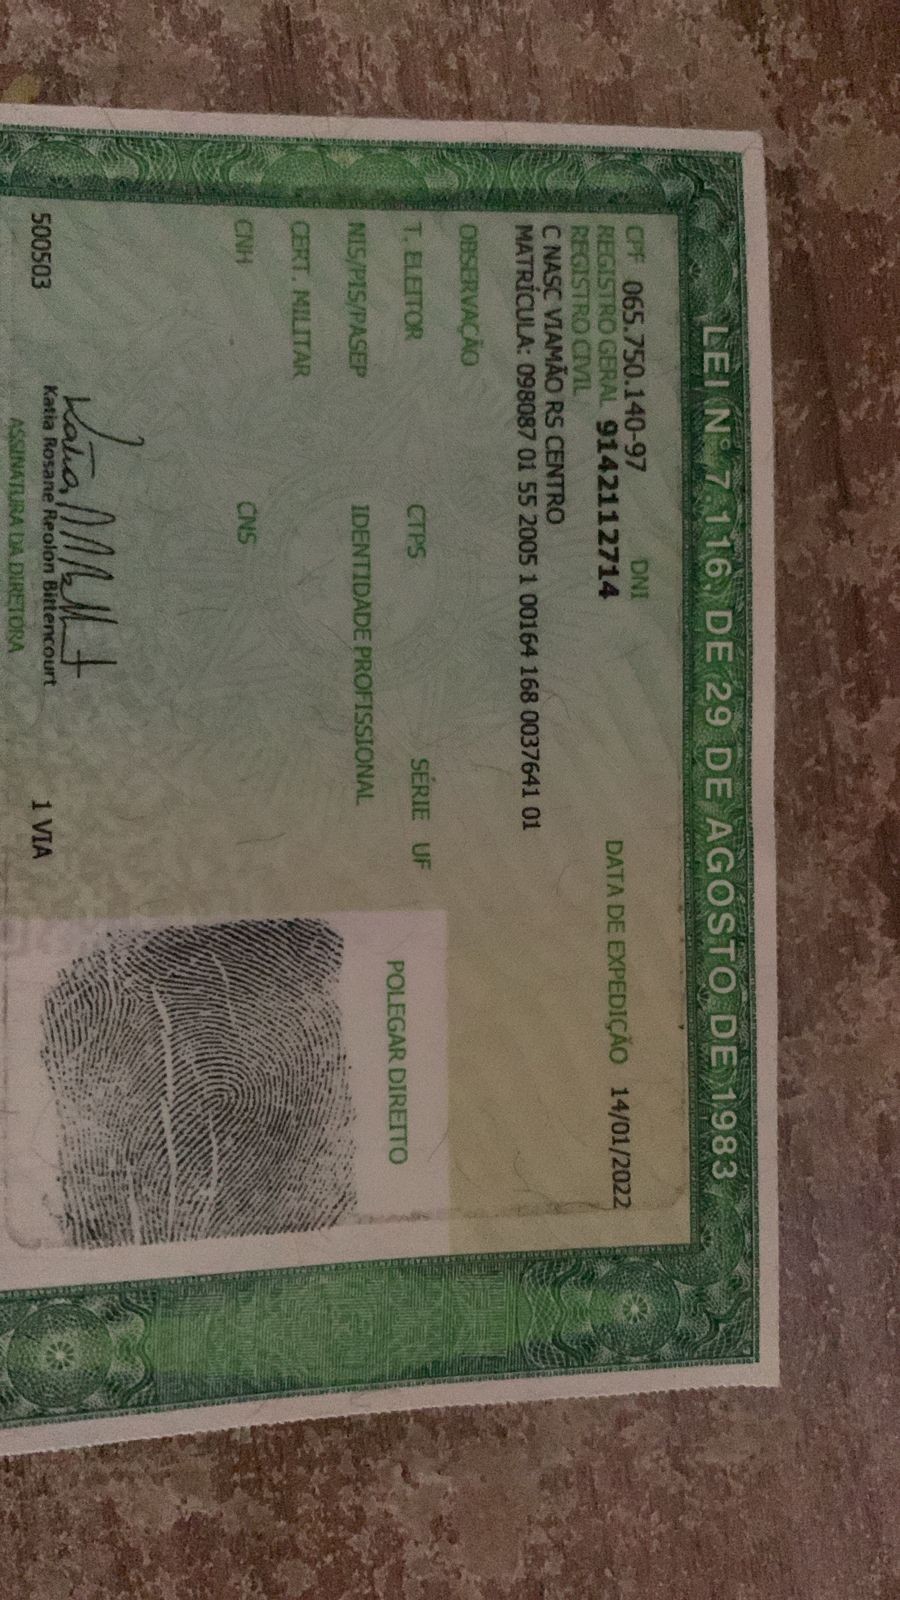 LEI Nº 7.116, DE 29 DE AGOSTO DE 1983
CPF 065.750.140-97 DNI
REGISTRO GERAL 9142112714 DATA DE EXPEDIÇÃO 14/01/2022
REGISTRO CIVIL
C NASC VIAMÃO RS CENTRO
MATRÍCULA: 098087 01 55 2005 1 00164 168 0037641 01
OBSERVAÇÃO
T. ELEITOR CTPS SÉRIE UF
NIS/PIS/PASEP IDENTIDADE PROFISSIONAL
CERT. MILITAR
CNH CNS
POLEGAR DIREITO
500503 Katia Rosane Reolon Bittencourt 1 VIA
ASSINATURA DA DIRETORA